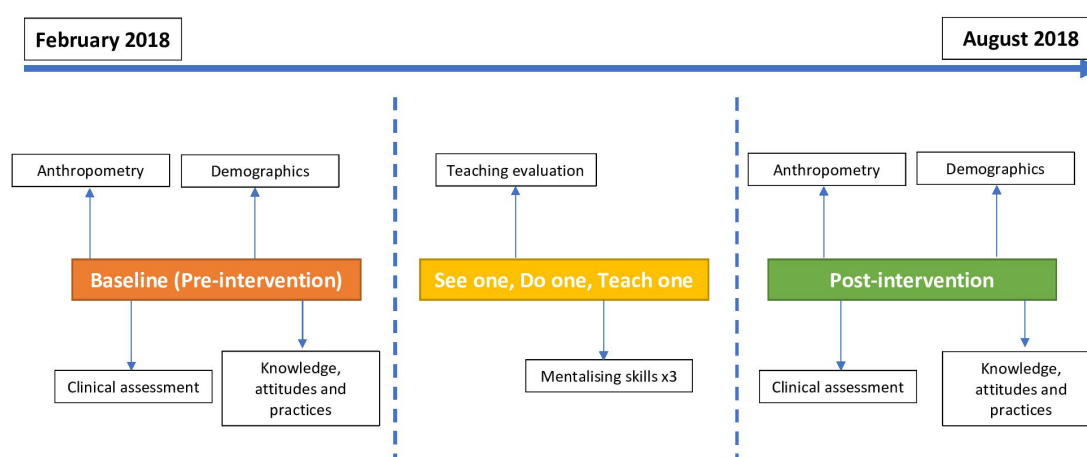 February 2018
August 2018
Anthropometry
Demographics
Baseline (Pre-intervention)
Clinical assessment
Knowledge,
attitudes and
practices
Teaching evaluation
See one, Do one, Teach one
Mentalising skills x3
Anthropometry
Demographics
Post-intervention
Clinical assessment
Knowledge,
attitudes and
practices